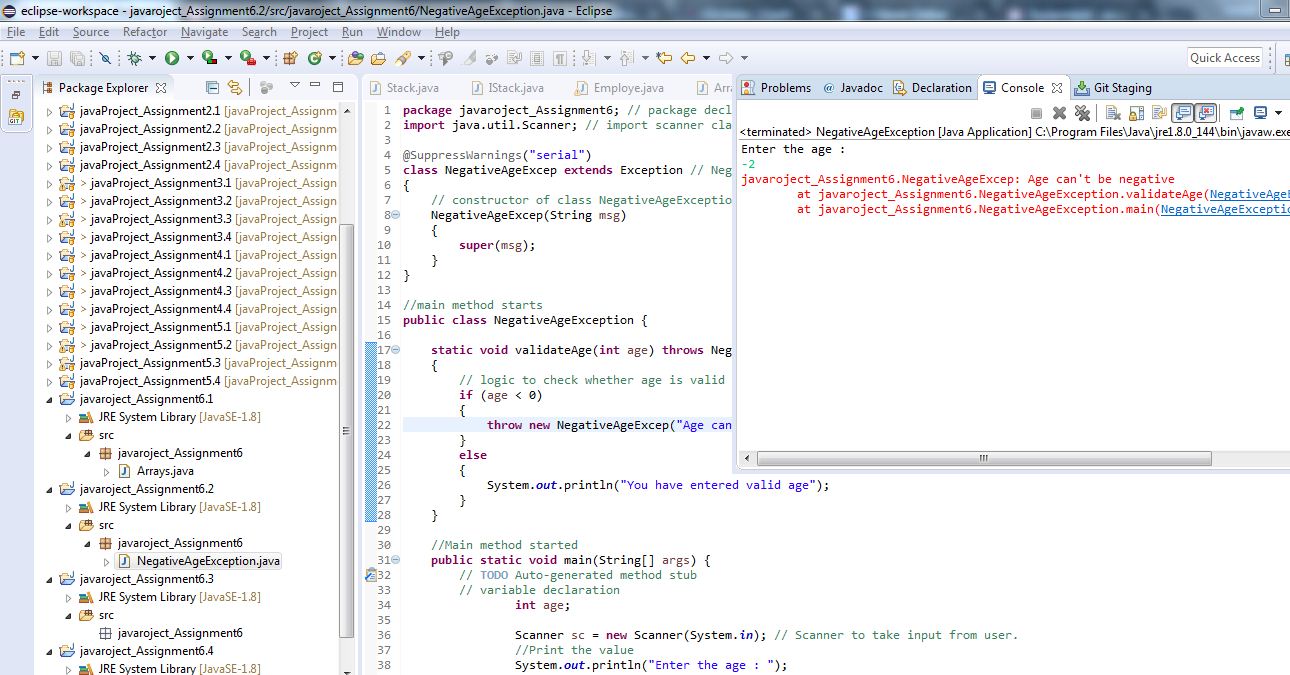 eclipse-workspace - javaroject_Assignment6.2/src/javaroject_Assignment6/NegativeAgeException.java - Eclipse
File Edit Source Refactor Navigate Search Project Run Window Help
Quick Access
Package Explorer
javaProject_Assignment2.1 [javaProject_Assignm
javaProject_Assignment2.2 [javaProject_Assignm
javaProject_Assignment2.3 [javaProject_Assignm
javaProject_Assignment2.4 [javaProject_Assignm
> javaProject_Assignment3.1 [javaProject_Assign
> javaProject_Assignment3.2 [javaProject_Assign
> javaProject_Assignment3.3 [javaProject_Assign
> javaProject_Assignment3.4 [javaProject_Assign
> javaProject_Assignment4.1 [javaProject_Assign
> javaProject_Assignment4.2 [javaProject_Assign
> javaProject_Assignment4.3 [javaProject_Assign
> javaProject_Assignment4.4 [javaProject_Assign
> javaProject_Assignment5.1 [javaProject_Assign
> javaProject_Assignment5.2 [javaProject_Assign
javaProject_Assignment5.3 [javaProject_Assignm
javaProject_Assignment5.4 [javaProject_Assignm
javaroject_Assignment6.1
JRE System Library [JavaSE-1.8]
src
javaroject_Assignment6
Arrays.java
javaroject_Assignment6.2
JRE System Library [JavaSE-1.8]
src
javaroject_Assignment6
NegativeAgeException.java
javaroject_Assignment6.3
JRE System Library [JavaSE-1.8]
src
javaroject_Assignment6
javaroject_Assignment6.4
JRE System Library [JavaSE-1.8]
Stack.java IStack.java Employe.java Arr
1 package javaroject_Assignment6; // package decl
2 import java.util.Scanner; // import scanner cla
3
4 @SuppressWarnings("serial")
5 class NegativeAgeExcep extends Exception // Neg
6 {
7 // constructor of class NegativeAgeExceptio
8 NegativeAgeExcep(String msg)
9 {
10 super(msg);
11 }
12 }
13
14 //main method starts
15 public class NegativeAgeException {
16
17 static void validateAge(int age) throws Neg
18 {
19 // logic to check whether age is valid
20 if (age < 0)
21 {
22 throw new NegativeAgeExcep("Age can
23 }
24 else
25 {
26 System.out.println("You have entered valid age");
27 }
28 }
29
30 //Main method started
31 public static void main(String[] args) {
32 // TODO Auto-generated method stub
33 // variable declaration
34 int age;
35
36 Scanner sc = new Scanner(System.in); // Scanner to take input from user.
37 //Print the value
38 System.out.println("Enter the age : ");
Problems @ Javadoc Declaration Console Git Staging
<terminated> NegativeAgeException [Java Application] C:\Program Files\Java\jre1.8.0_144\bin\javaw.exe
Enter the age :
-2
javaroject_Assignment6.NegativeAgeExcep: Age can't be negative
at javaroject_Assignment6.NegativeAgeException.validateAge(NegativeAgeE
at javaroject_Assignment6.NegativeAgeException.main(NegativeAgeExceptio